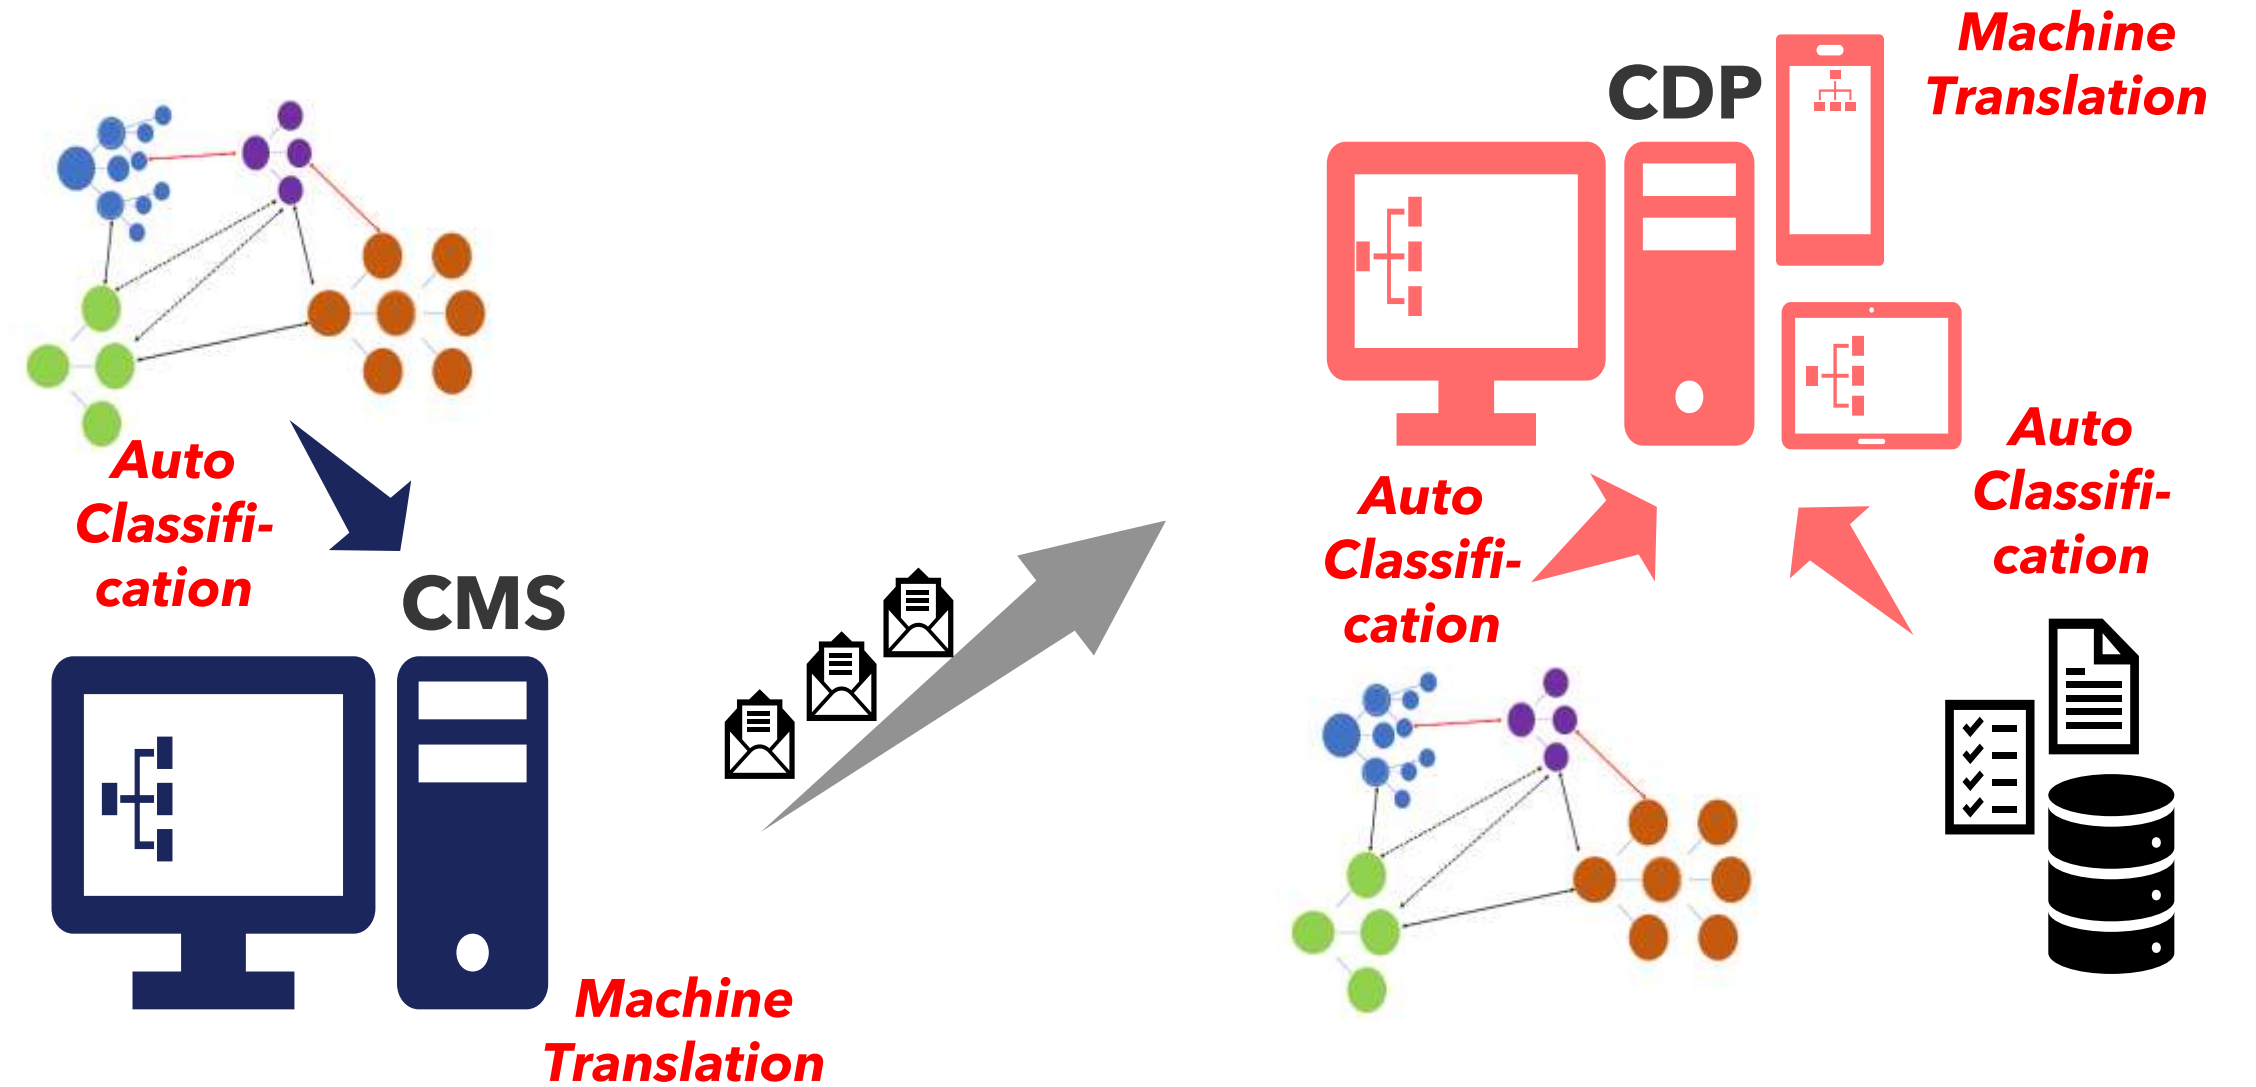 Machine
Translation
CDP
Auto
Classifi-
cation
CMS
Auto
Classifi-
cation
Auto
Classifi-
cation
Machine
Translation